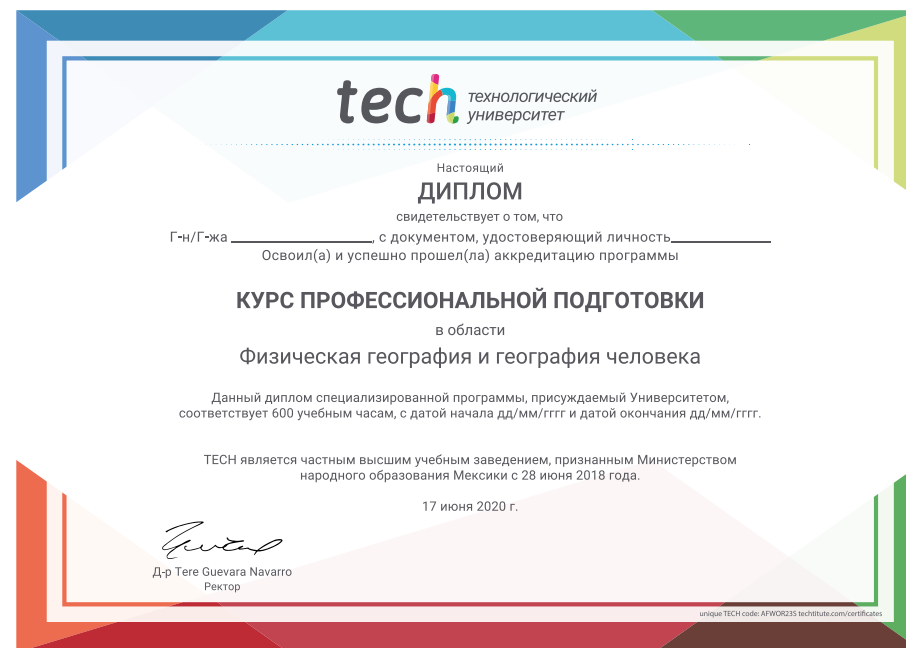 tech технологический университет
Настоящий
ДИПЛОМ
свидетельствует о том, что
Г-н/Г-жа ____________________, с документом, удостоверяющий личность______________
Освоил(а) и успешно прошел(ла) аккредитацию программы
КУРС ПРОФЕССИОНАЛЬНОЙ ПОДГОТОВКИ
в области
Физическая география и география человека
Данный диплом специализированной программы, присуждаемый Университетом,
соответствует 600 учебным часам, с датой начала дд/мм/гггг и датой окончания дд/мм/гггг.
TECH является частным высшим учебным заведением, признанным Министерством
народного образования Мексики с 28 июня 2018 года.
17 июня 2020 г.
Д-р Tere Guevara Navarro
Ректор
unique TECH code: AFWOR23S techtitute.com/certificates